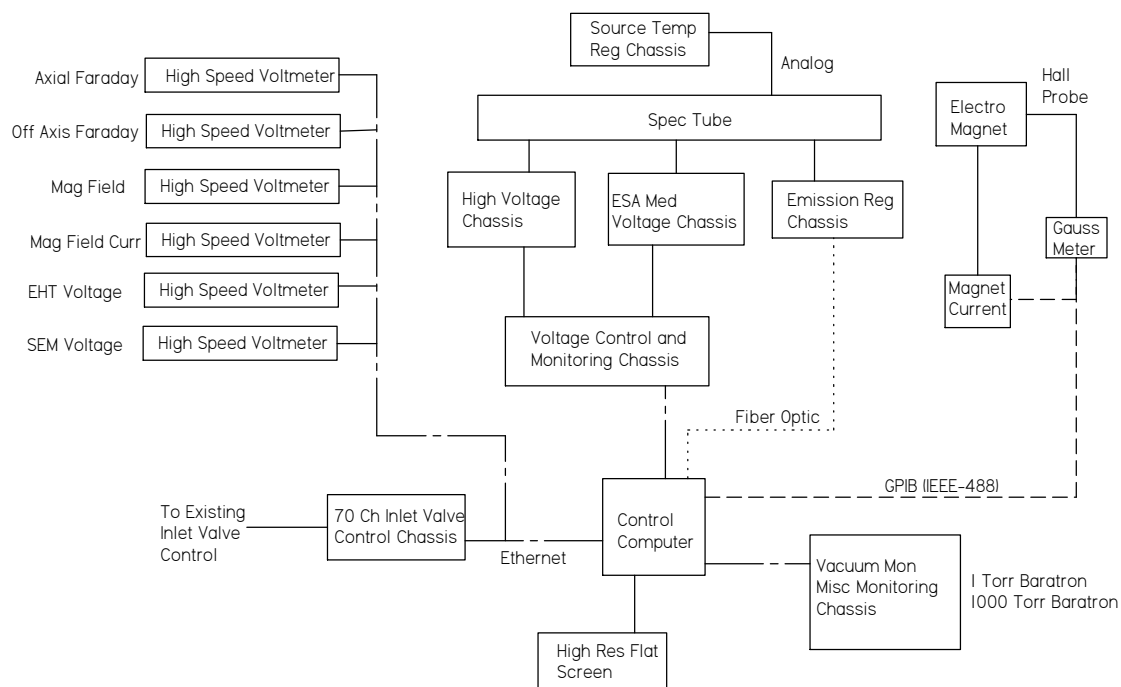 Source Temp
Reg Chassis
Analog
Axial Faraday
High Speed Voltmeter
Off Axis Faraday
High Speed Voltmeter
Mag Field
High Speed Voltmeter
Mag Field Curr
High Speed Voltmeter
EHT Voltage
High Speed Voltmeter
SEM Voltage
High Speed Voltmeter
Spec Tube
High Voltage
Chassis
ESA Med
Voltage Chassis
Emission Reg
Chassis
Electro
Magnet
Hall
Probe
Gauss
Meter
Magnet
Current
Voltage Control and
Monitoring Chassis
Fiber Optic
GPIB (IEEE-488)
To Existing
Inlet Valve
Control
70 Ch Inlet Valve
Control Chassis
Ethernet
Control
Computer
Vacuum Mon
Misc Monitoring
Chassis
1 Torr Baratron
1000 Torr Baratron
High Res Flat
Screen